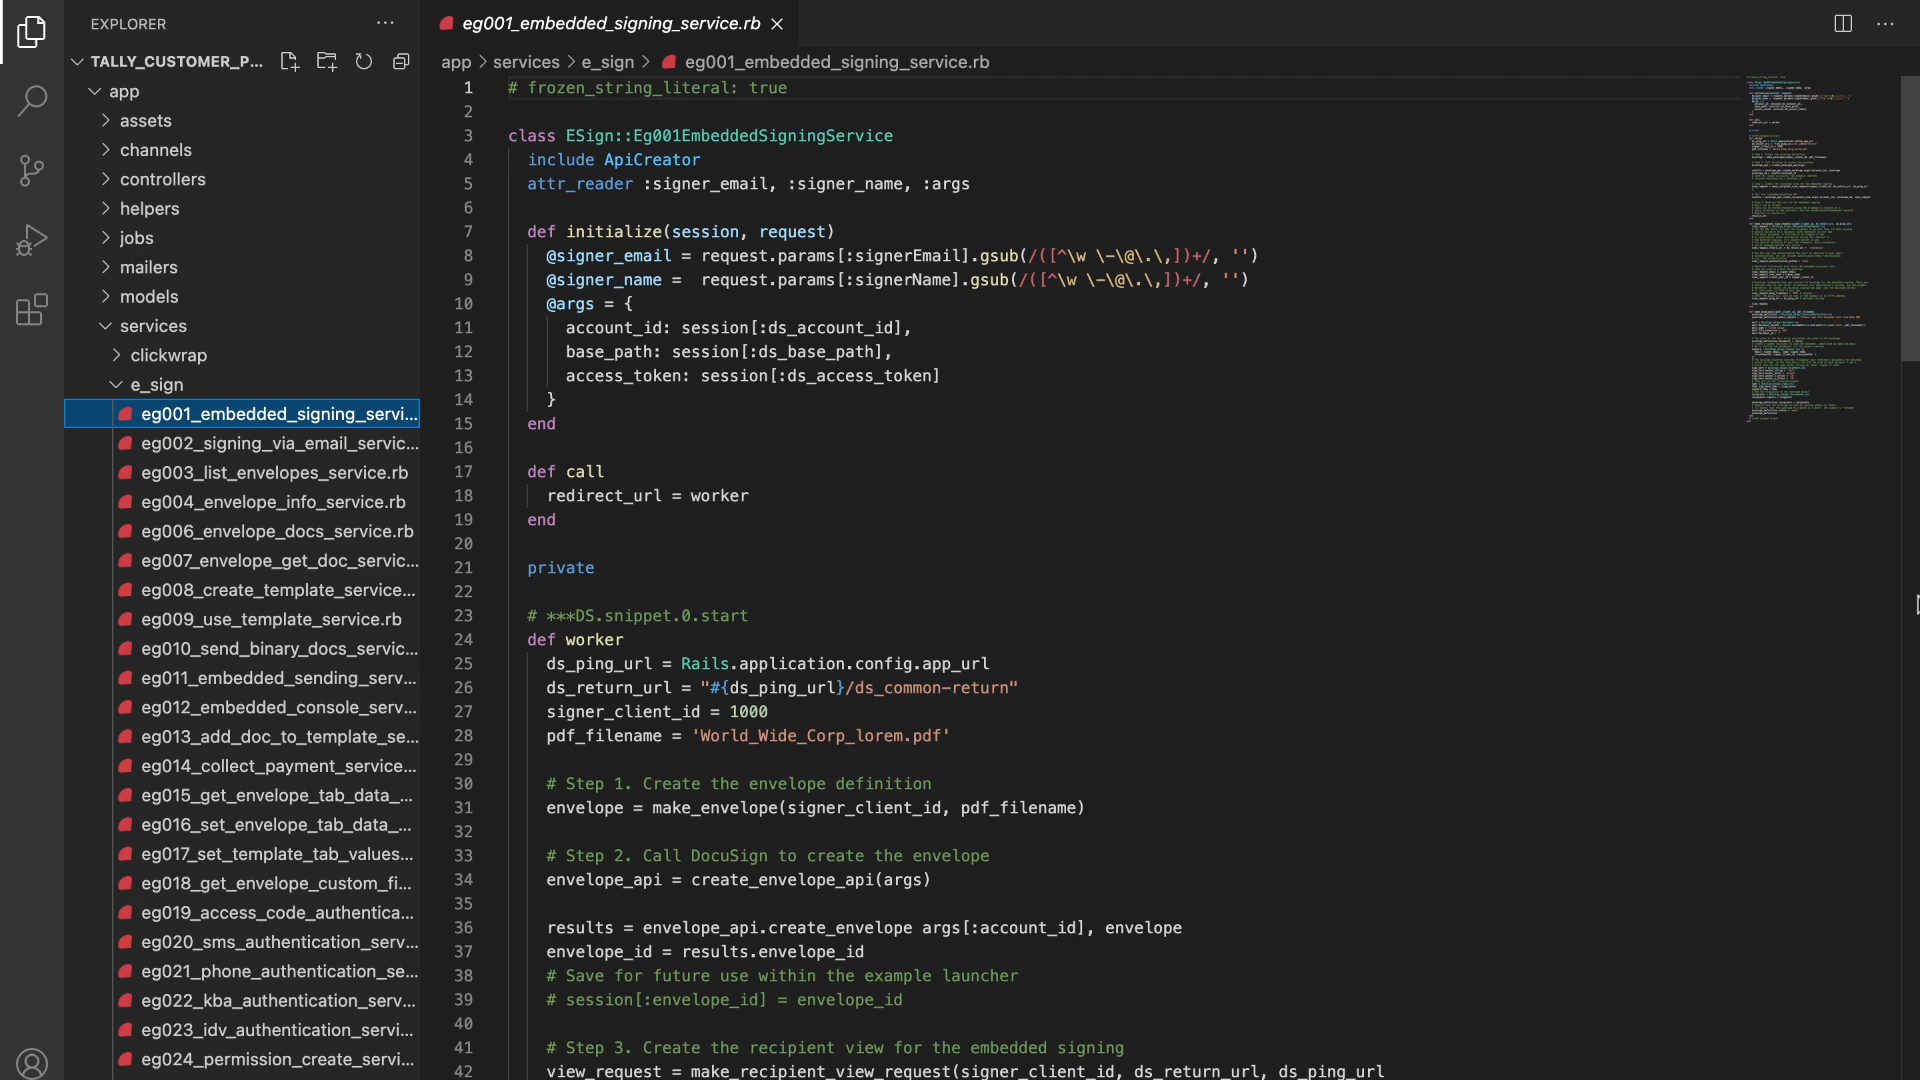 EXPLORER
TALLY_CUSTOMER_P...
app
assets
channels
controllers
helpers
jobs
mailers
models
services
clickwrap
e_sign
eg001_embedded_signing_servi...
eg002_signing_via_email_servic...
eg003_list_envelopes_service.rb
eg004_envelope_info_service.rb
eg006_envelope_docs_service.rb
eg007_envelope_get_doc_servic...
eg008_create_template_service...
eg009_use_template_service.rb
eg010_send_binary_docs_servic...
eg011_embedded_sending_serv...
eg012_embedded_console_serv...
eg013_add_doc_to_template_se...
eg014_collect_payment_service...
eg015_get_envelope_tab_data_...
eg016_set_envelope_tab_data_...
eg017_set_template_tab_values...
eg018_get_envelope_custom_fi...
eg019_access_code_authentica...
eg020_sms_authentication_serv...
eg021_phone_authentication_se...
eg022_kba_authentication_serv...
eg023_idv_authentication_servi...
eg024_permission_create_servi...
eg001_embedded_signing_service.rb
app > services > e_sign > eg001_embedded_signing_service.rb
1 # frozen_string_literal: true
2
3 class ESign::Eg001EmbeddedSigningService
4 include ApiCreator
5 attr_reader :signer_email, :signer_name, :args
6
7 def initialize(session, request)
8 @signer_email = request.params[:signerEmail].gsub(/([^\w \-\@\.\,])+/, '')
9 @signer_name =  request.params[:signerName].gsub(/([^\w \-\@\.\,])+/, '')
10 @args = {
11 account_id: session[:ds_account_id],
12 base_path: session[:ds_base_path],
13 access_token: session[:ds_access_token]
14 }
15 end
16
17 def call
18 redirect_url = worker
19 end
20
21 private
22
23 # ***DS.snippet.0.start
24 def worker
25 ds_ping_url = Rails.application.config.app_url
26 ds_return_url = "#{ds_ping_url}/ds_common-return"
27 signer_client_id = 1000
28 pdf_filename = 'World_Wide_Corp_lorem.pdf'
29
30 # Step 1. Create the envelope definition
31 envelope = make_envelope(signer_client_id, pdf_filename)
32
33 # Step 2. Call DocuSign to create the envelope
34 envelope_api = create_envelope_api(args)
35
36 results = envelope_api.create_envelope args[:account_id], envelope
37 envelope_id = results.envelope_id
38 # Save for future use within the example launcher
39 # session[:envelope_id] = envelope_id
40
41 # Step 3. Create the recipient view for the embedded signing
42 view_request = make_recipient_view_request(signer_client_id, ds_return_url, ds_ping_url